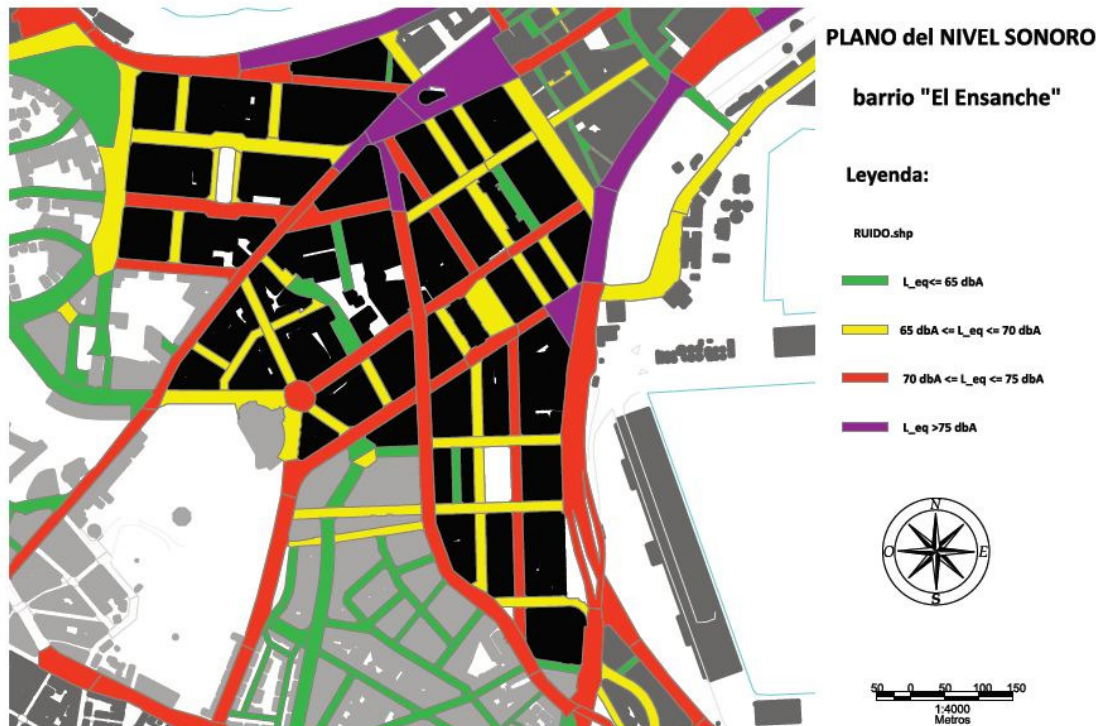 PLANO del NIVEL SONORO
barrio "El Ensanche"
Leyenda:
RUIDO.shp
L_eq<= 65 dbA
65 dbA <= L_eq <= 70 dbA
70 dbA <= L_eq <= 75 dbA
L_eq >75 dbA
N
O E
S
50 0 50 100 150
1:4000
Metros